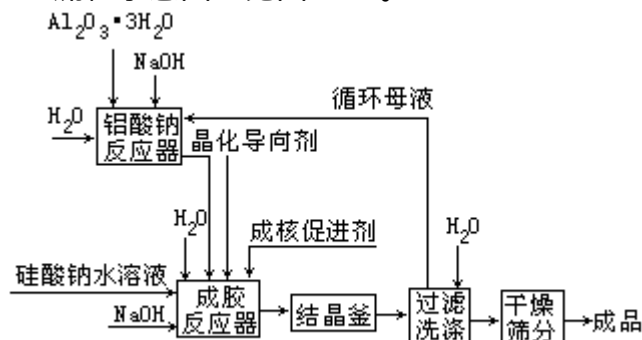 Al₂O₃·3H₂O
NaOH
循环母液
H₂O
铝酸钠
反应器
晶化导向剂
H₂O
成核促进剂
H₂O
硅酸钠水溶液
成胶
反应器
结晶釜
过滤
洗涤
干燥
筛分
成品
NaOH